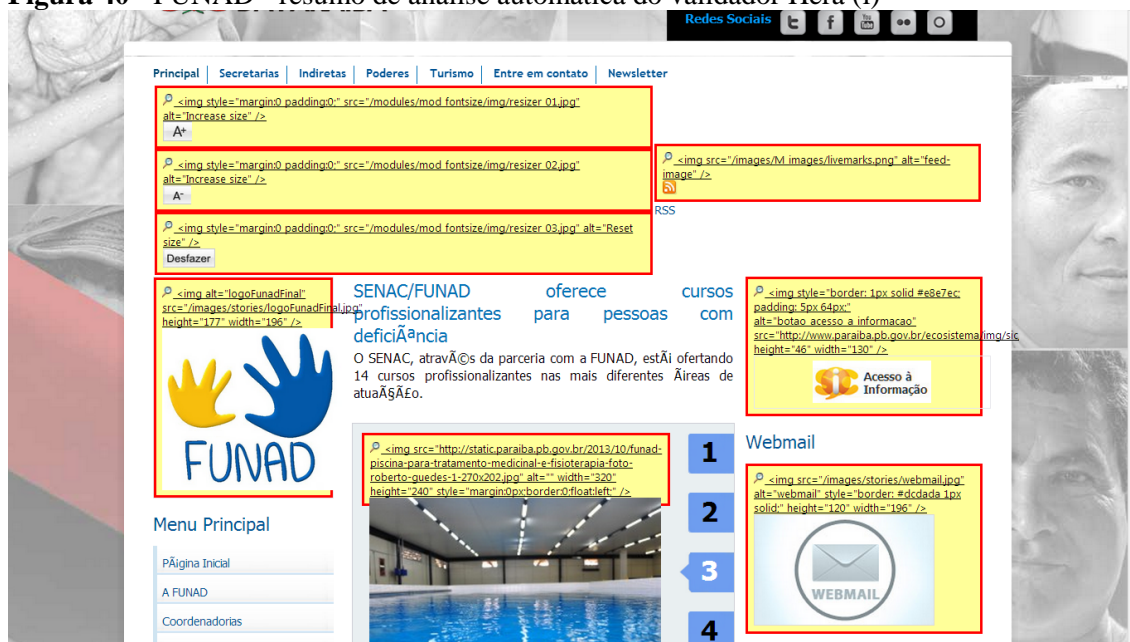 Figura 40 - FUNAD - resumo de análise automática do validador Hera (I)
Redes Sociais
You
Tube
Principal Secretarias Indiretas Poderes Turismo Entre em contato Newsletter
<img style="margin:0 padding:0;" src="/modules/mod fontsize/img/resizer 01.jpg"
alt="Increase size" />
A+
<img style="margin:0 padding:0;" src="/modules/mod fontsize/img/resizer 02.jpg"
alt="Increase size" />
A-
<img style="margin:0 padding:0;" src="/modules/mod fontsize/img/resizer 03.jpg" alt="Reset
size" />
Desfazer
<img src="/images/M images/livemarks.png" alt="feed-
image" />
RSS
<img alt="logoFunadFinal"
src="/images/stories/logoFunadFinal.jpg"
height="177" width="196" />
FUNAD
Menu Principal
PÃ¡gina Inicial
A FUNAD
Coordenadorias
SENAC/FUNAD oferece cursos
profissionalizantes para pessoas com
deficiÃªncia
O SENAC, atravÃ©s da parceria com a FUNAD, estÃ¡ ofertando
14 cursos profissionalizantes nas mais diferentes Ã¡reas de
atuaÃ§Ã£o.
<img src="http://static.paraiba.pb.gov.br/2013/10/funad-
piscina-para-tratamento-medicinal-e-fisioterapia-foto-
roberto-guedes-1-270x202.jpg" alt="" width="320"
height="240" style="margin:0px;border:0;float:left;" />
1
2
3
4
<img style="border: 1px solid #e8e7ec;
padding: 5px 64px;"
alt="botao acesso a informacao"
src="http://www.paraiba.pb.gov.br/ecosistema/img/sic
height="46" width="130" />
sic Acesso à
Informação
Webmail
<img src="/images/stories/webmail.jpg"
alt="webmail" style="border: #dcdada 1px
solid;" height="120" width="196" />
WEBMAIL